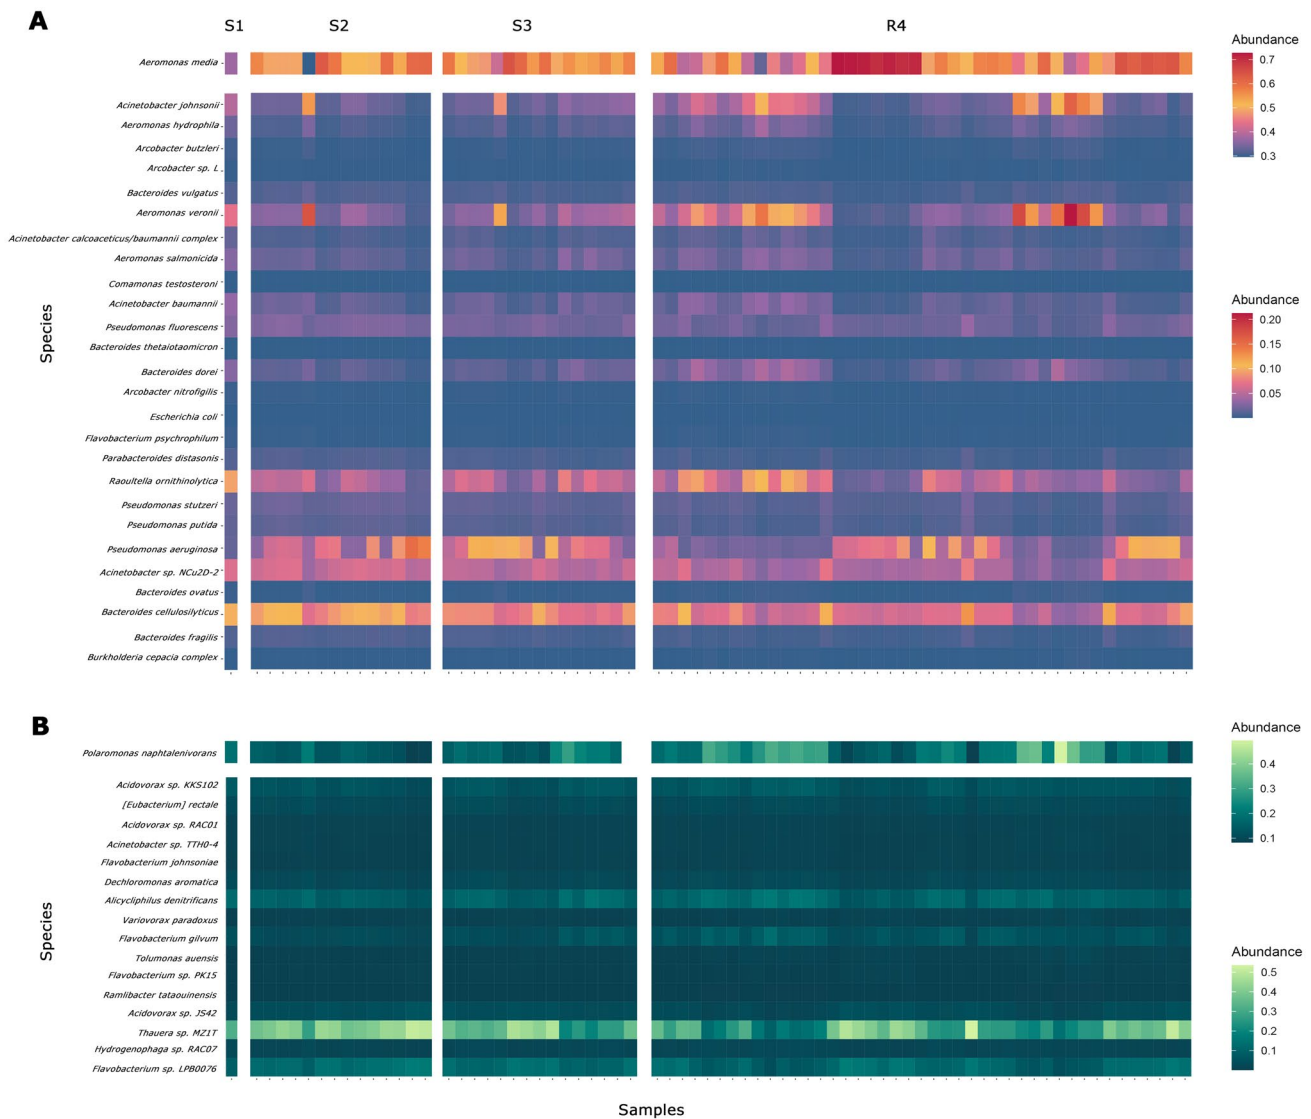 A
S1
S2
S3
R4
Aeromonas media
Acinetobacter johnsonii
Aeromonas hydrophila
Arcobacter butzleri
Arcobacter sp. L
Bacteroides vulgatus
Aeromonas veronii
Acinetobacter calcoaceticus/baumannii complex
Aeromonas salmonicida
Comamonas testosteroni
Acinetobacter baumannii
Pseudomonas fluorescens
Bacteroides thetaiotaomicron
Bacteroides dorei
Arcobacter nitrofigilis
Escherichia coli
Flavobacterium psychrophilum
Parabacteroides distasonis
Raoultella ornithinolytica
Pseudomonas stutzeri
Pseudomonas putida
Pseudomonas aeruginosa
Acinetobacter sp. NCu2D-2
Bacteroides ovatus
Bacteroides cellulosilyticus
Bacteroides fragilis
Burkholderia cepacia complex
Species
Abundance
0.7
0.6
0.5
0.4
0.3
Abundance
0.20
0.15
0.10
0.05
B
Polaromonas naphtalenivorans
Acidovorax sp. KKS102
[Eubacterium] rectale
Acidovorax sp. RAC01
Acinetobacter sp. TTH0-4
Flavobacterium johnsoniae
Dechloromonas aromatica
Alicycliphilus denitrificans
Variovorax paradoxus
Flavobacterium gilvum
Tolumonas auensis
Flavobacterium sp. PK15
Ramlibacter tataouinensis
Acidovorax sp. JS42
Thauera sp. MZ1T
Hydrogenophaga sp. RAC07
Flavobacterium sp. LPB0076
Species
Abundance
0.4
0.3
0.2
0.1
Abundance
0.5
0.4
0.3
0.2
0.1
Samples